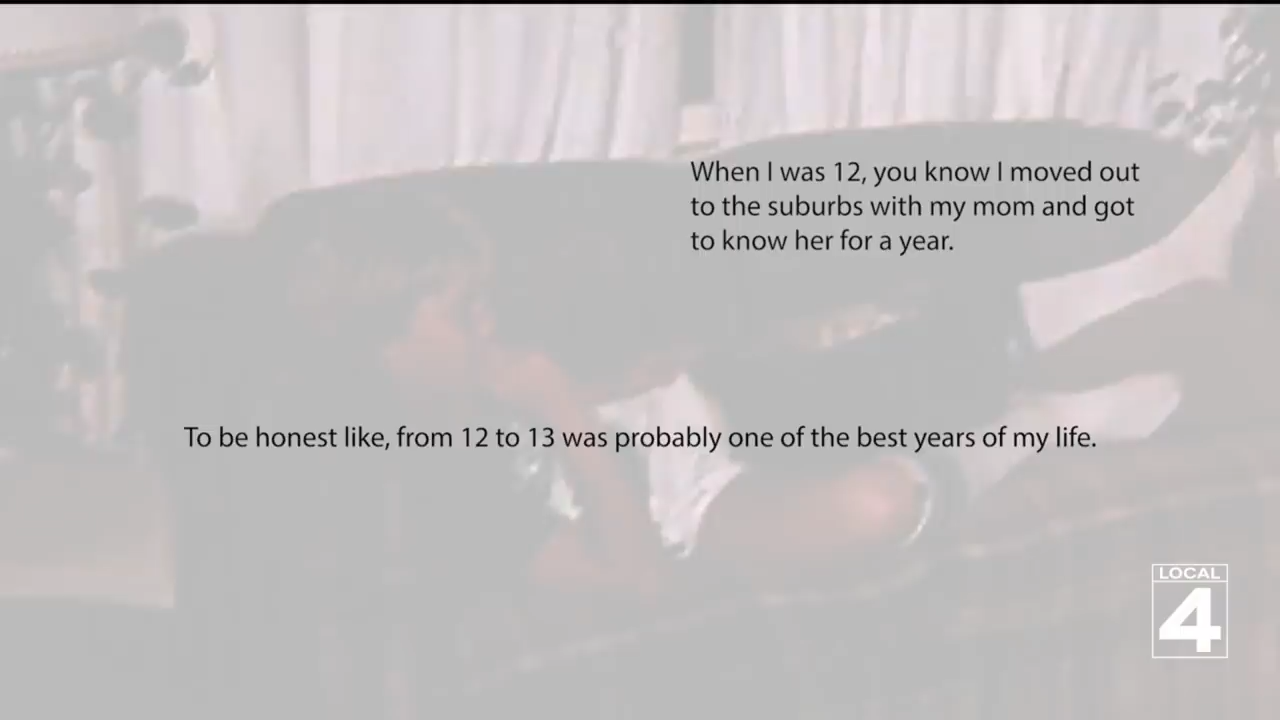 When I was 12, you know I moved out
to the suburbs with my mom and got
to know her for a year.
To be honest like, from 12 to 13 was probably one of the best years of my life.
LOCAL
4